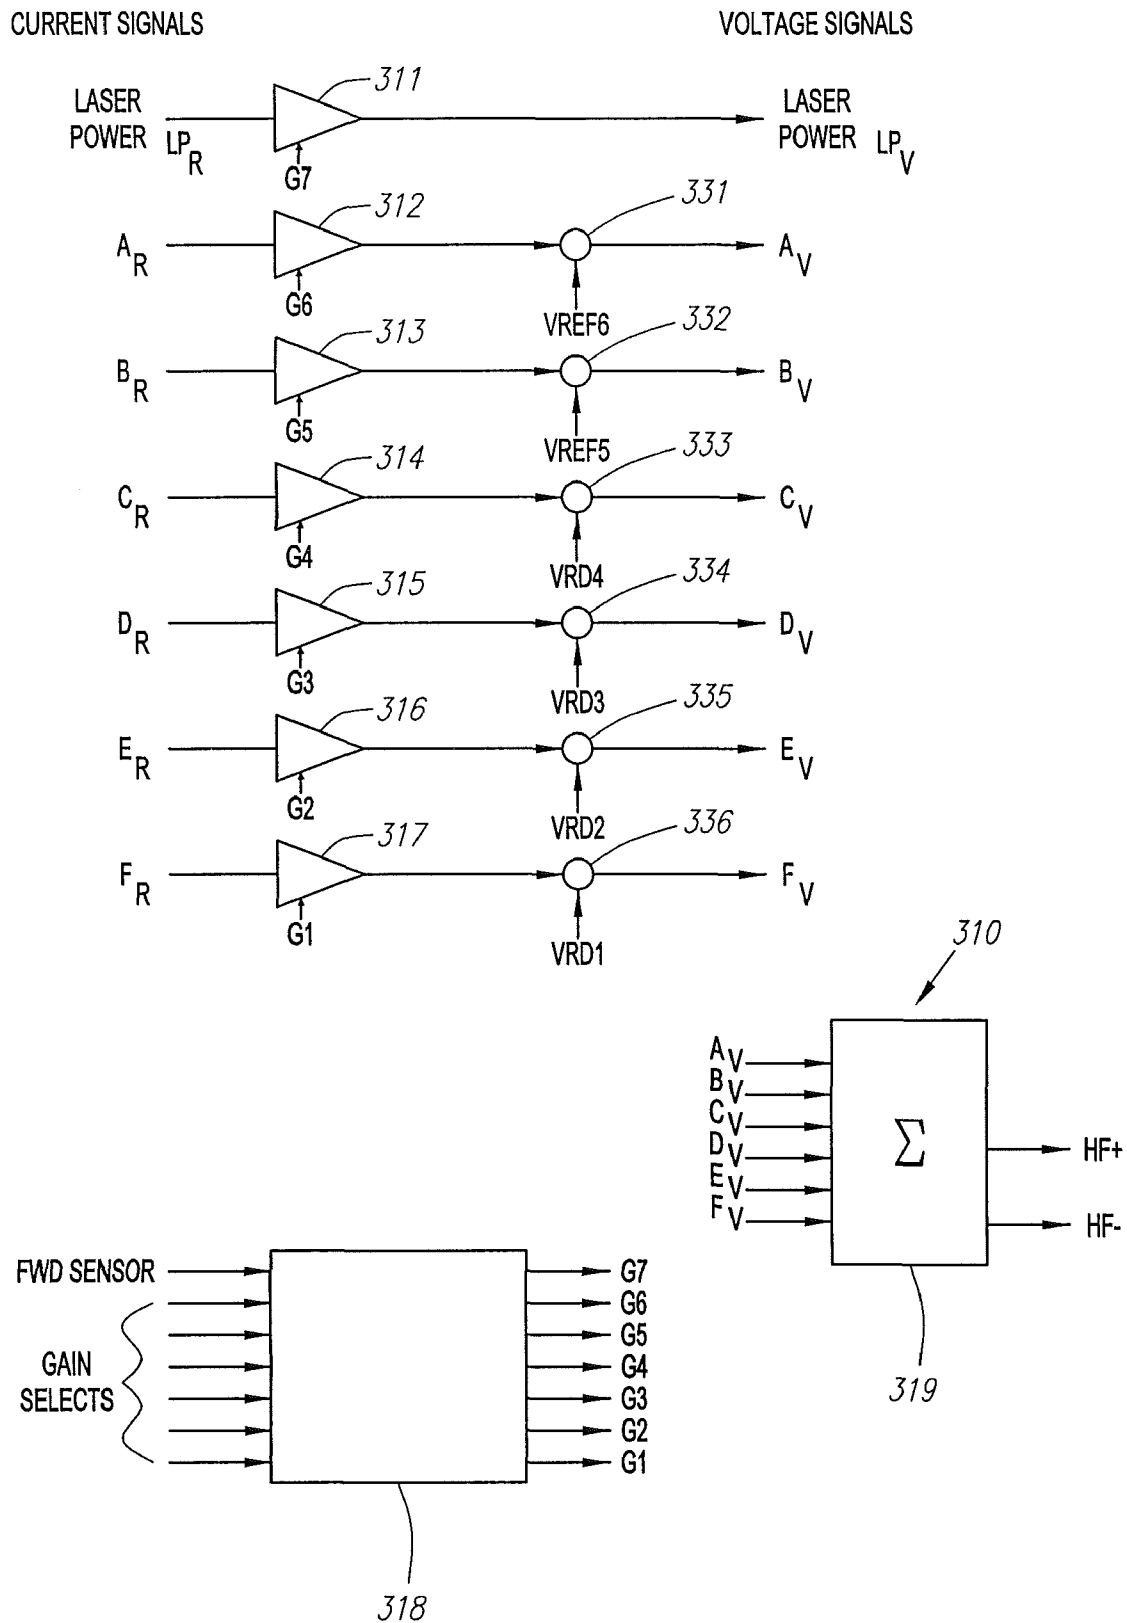 CURRENT SIGNALS VOLTAGE SIGNALS
311
LASER POWER LP_R LASER POWER LP_V
G7
312 331
A_R A_V
G6 VREF6
313 332
B_R B_V
G5 VREF5
314 333
C_R C_V
G4 VRD4
315 334
D_R D_V
G3 VRD3
316 335
E_R E_V
G2 VRD2
317 336
F_R F_V
G1 VRD1
310
A_V
B_V
C_V
D_V
E_V
F_V
Σ
HF+
HF-
319
FWD SENSOR
GAIN
SELECTS
G7
G6
G5
G4
G3
G2
G1
318